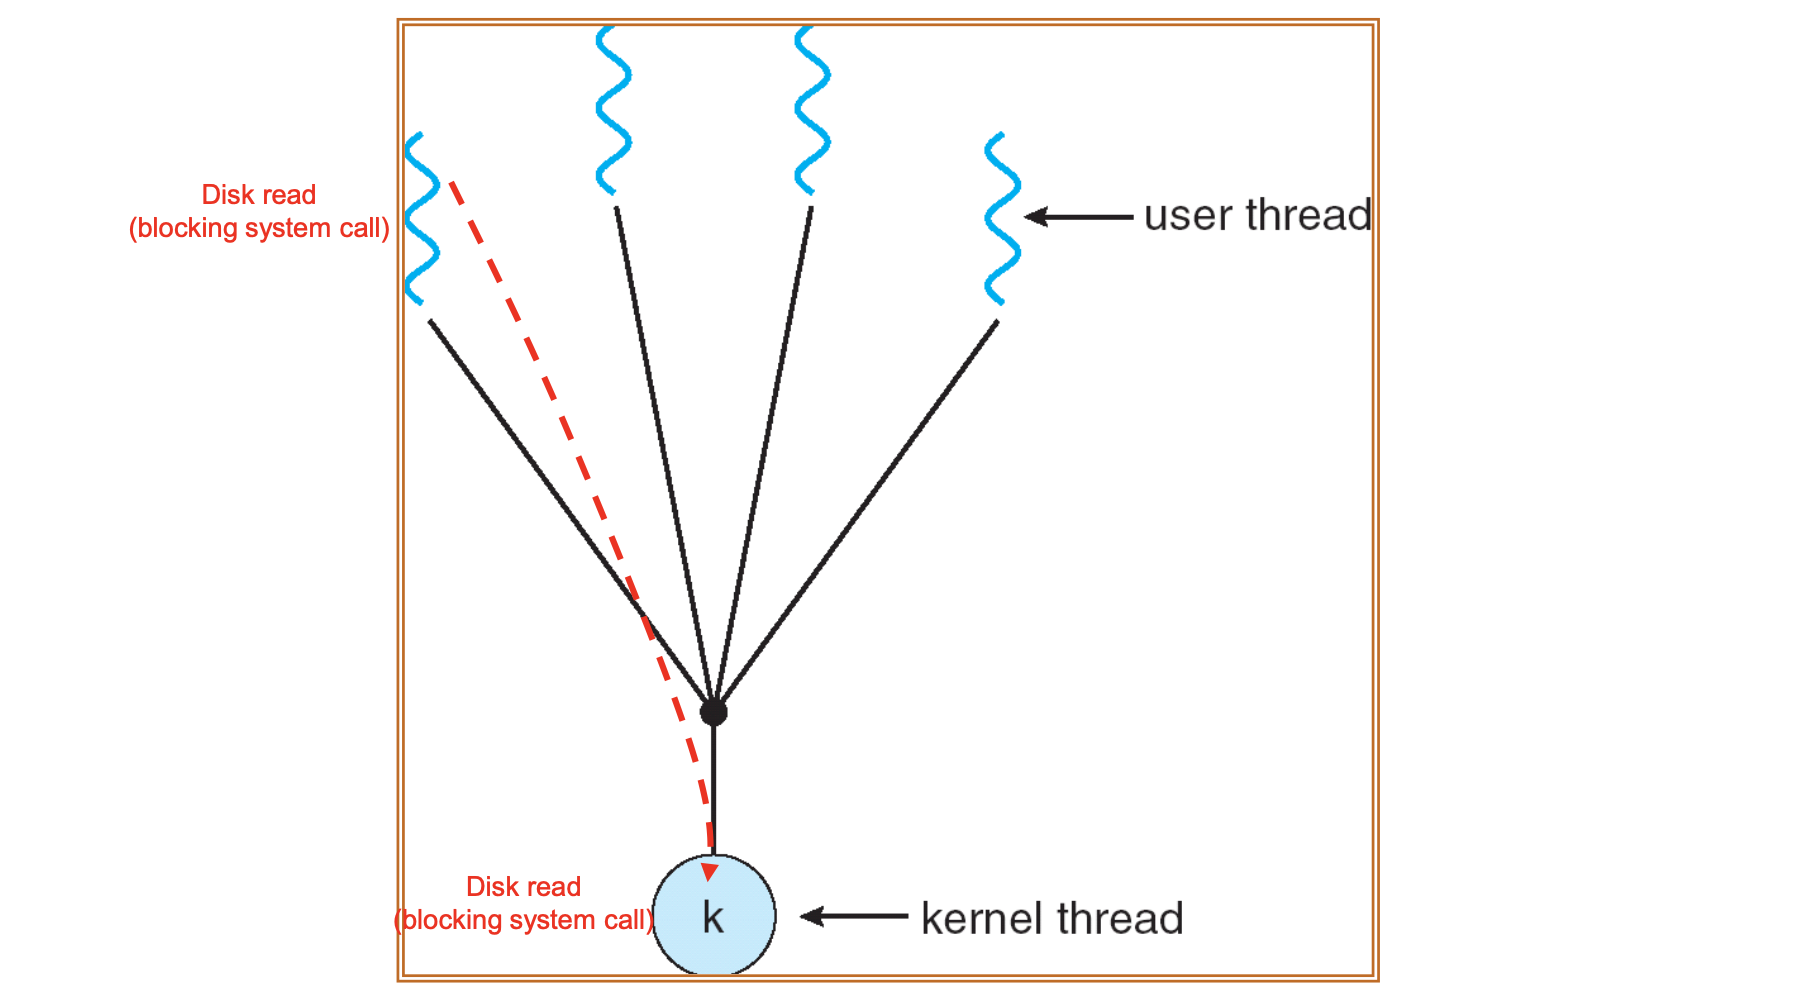 Disk read
(blocking system call)
user thread
Disk read
(blocking system call)
k
kernel thread